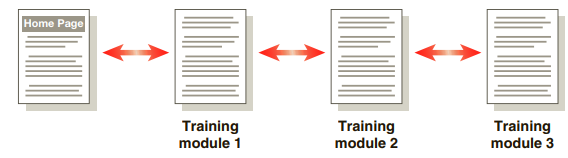 Home Page
Training
module 1
Training
module 2
Training
module 3